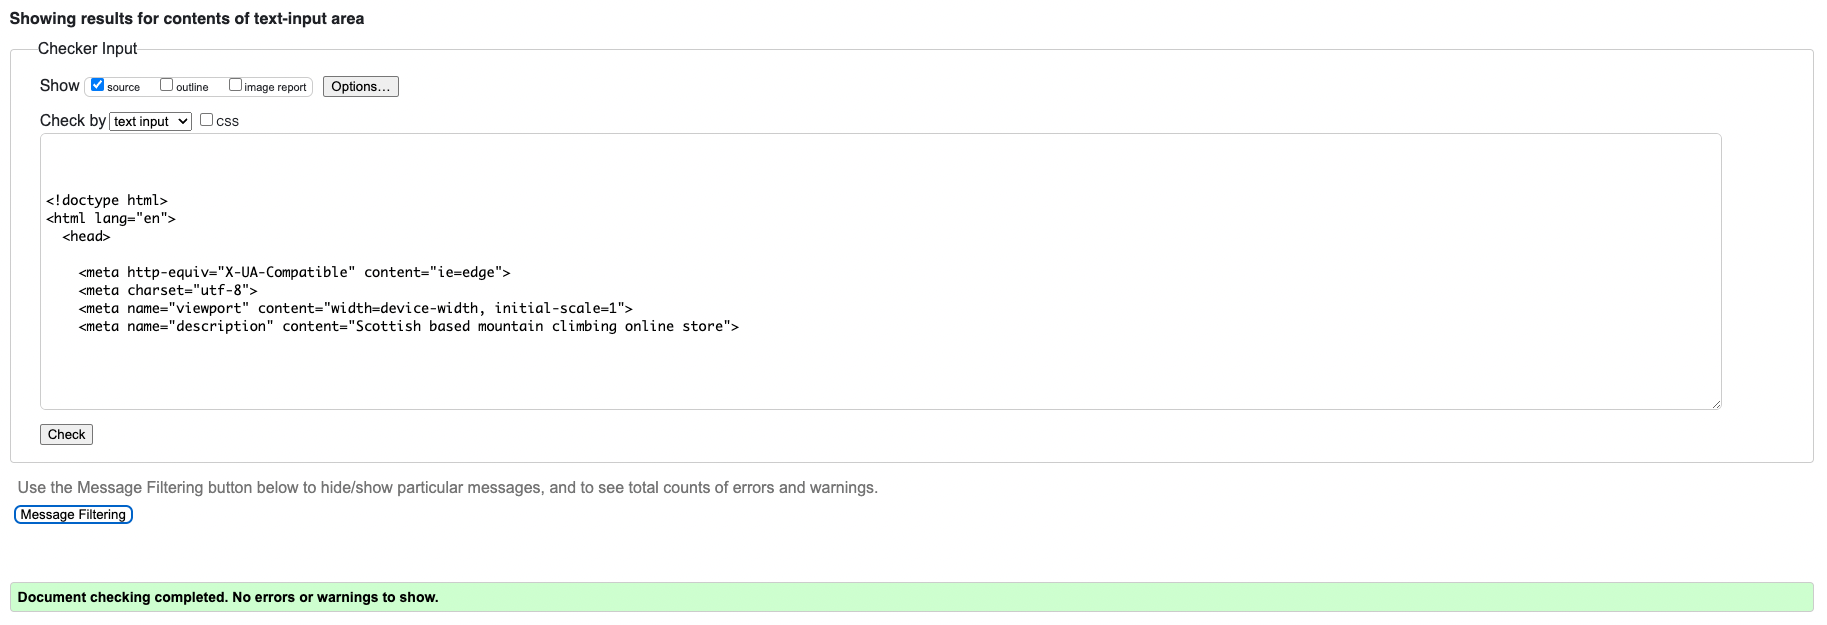 Showing results for contents of text-input area
Checker Input
Show source outline image report Options...
Check by text input CSS
<!doctype html>
<html lang="en">
<head>
<meta http-equiv="X-UA-Compatible" content="ie=edge">
<meta charset="utf-8">
<meta name="viewport" content="width=device-width, initial-scale=1">
<meta name="description" content="Scottish based mountain climbing online store">
Check
Use the Message Filtering button below to hide/show particular messages, and to see total counts of errors and warnings.
Message Filtering
Document checking completed. No errors or warnings to show.